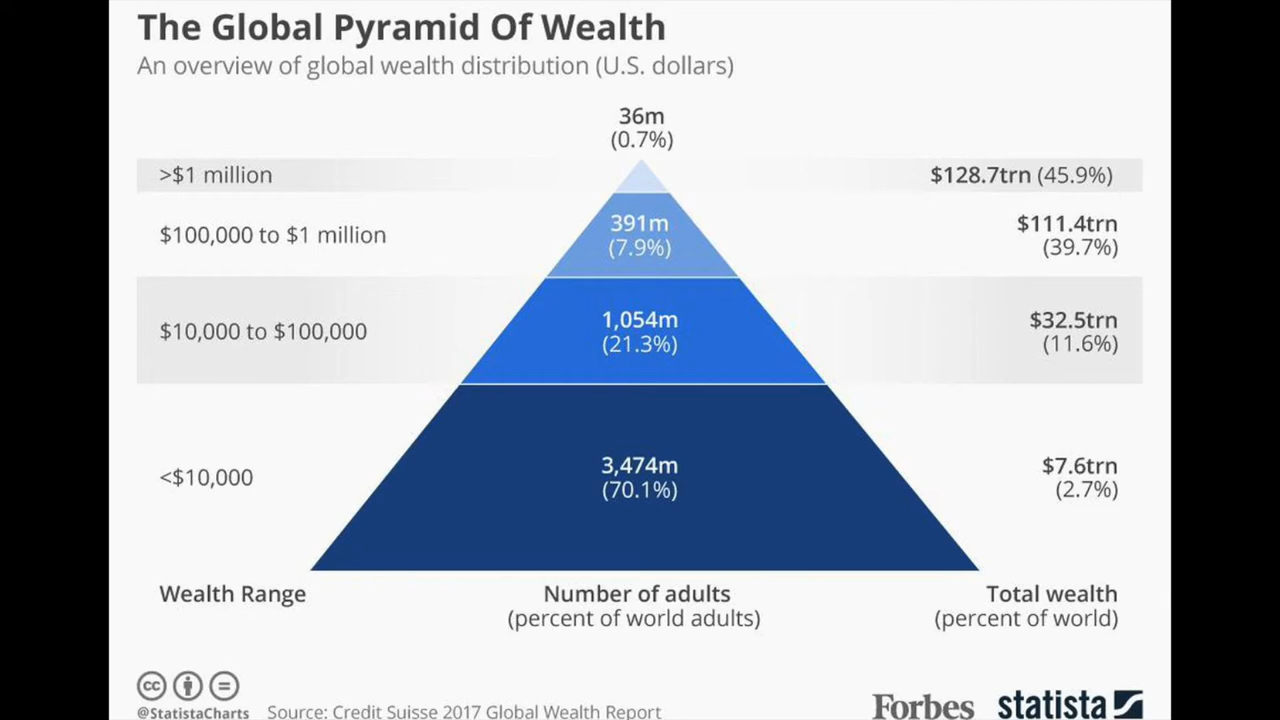 The Global Pyramid Of Wealth
An overview of global wealth distribution (U.S. dollars)
36m
(0.7%)
>$1 million
$128.7trn (45.9%)
$100,000 to $1 million
391m
(7.9%)
$111.4trn
(39.7%)
$10,000 to $100,000
1,054m
(21.3%)
$32.5trn
(11.6%)
<$10,000
3,474m
(70.1%)
$7.6trn
(2.7%)
Wealth Range
Number of adults
(percent of world adults)
Total wealth
(percent of world)
cc
@StatistaCharts
Source: Credit Suisse 2017 Global Wealth Report
Forbes
statista